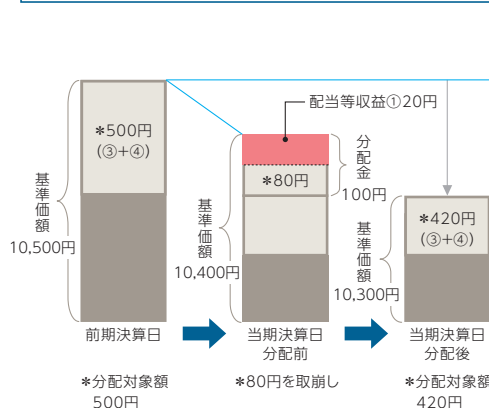 ＊500円
(③+④)
基準価額
10,500円
前期決算日
＊分配対象額
500円
配当等収益①20円
分配金
100円
＊80円
基準価額
10,400円
当期決算日
分配前
＊80円を取崩し
＊420円
(③+④)
基準価額
10,300円
当期決算日
分配後
＊分配対象額
420円